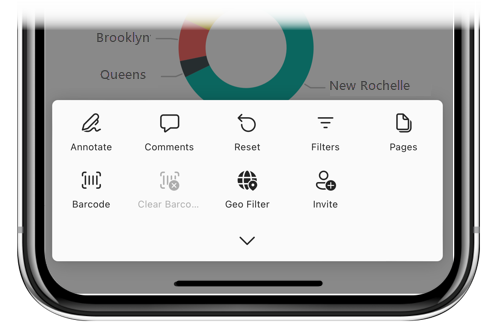 Brooklyn
Queens
New Rochelle
Annotate Comments Reset Filters Pages
Barcode Clear Barco... Geo Filter Invite